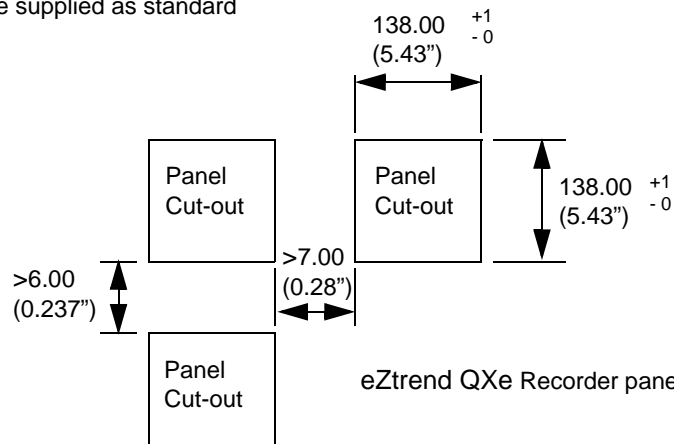 e supplied as standard
138.00 +1 - 0
(5.43”)
Panel
Cut-out
Panel
Cut-out
138.00 +1 - 0
(5.43”)
>7.00
(0.28”)
>6.00
(0.237”)
Panel
Cut-out
eZtrend QXe Recorder pane